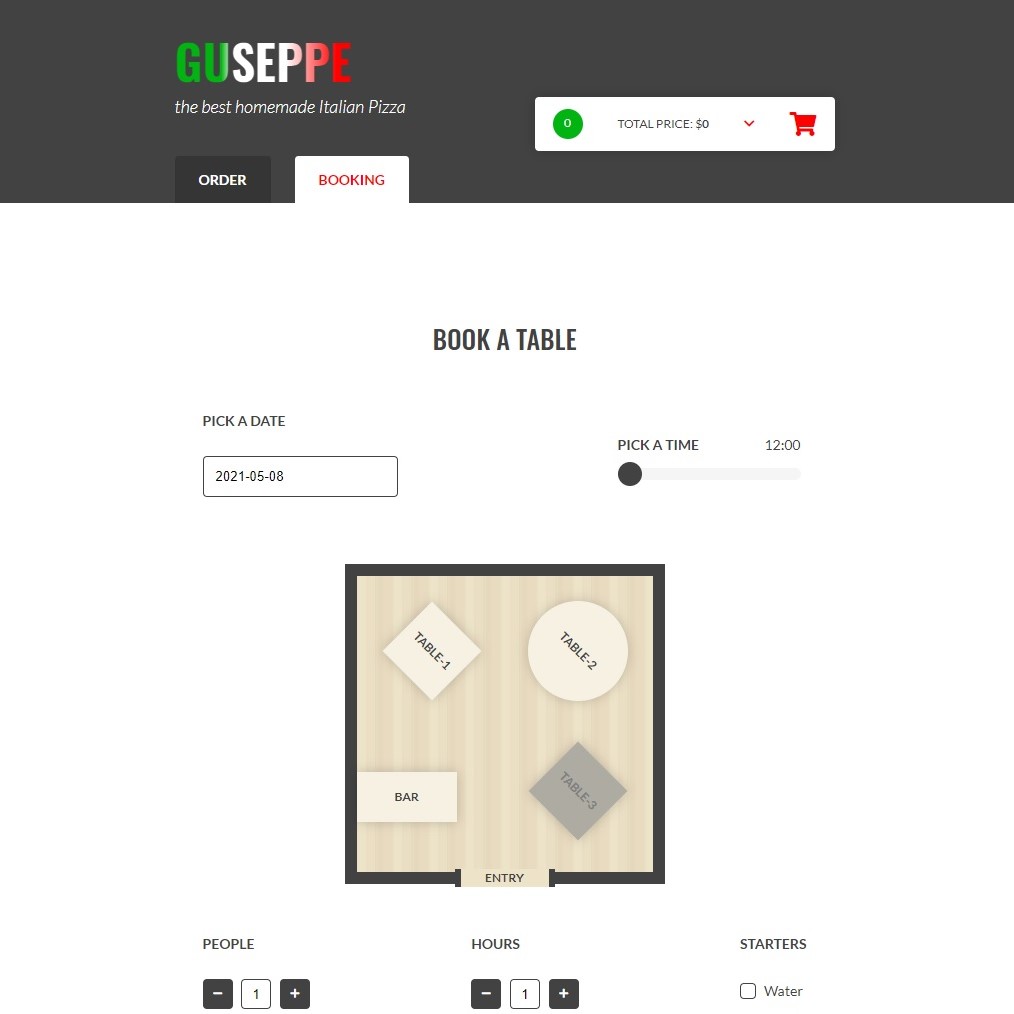 GUSEPPE
the best homemade Italian Pizza
0
TOTAL PRICE: $0
ORDER
BOOKING
BOOK A TABLE
PICK A DATE
PICK A TIME
12:00
2021-05-08
TABLE-1
TABLE-2
BAR
TABLE-3
ENTRY
PEOPLE
HOURS
STARTERS
− 1 +
− 1 +
Water